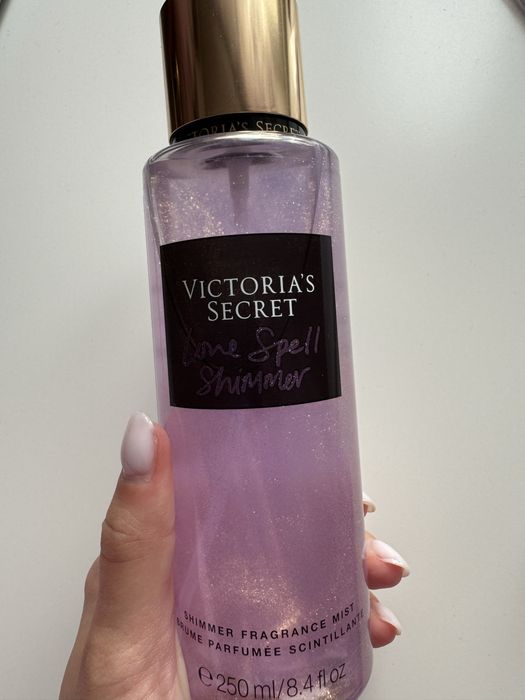 VICTORIA'S SECRET
VICTORIA'S
SECRET
Love Spell
Shimmer
SHIMMER FRAGRANCE MIST
BRUME PARFUMÉE SCINTILLANTE
℮ 250 ml/8.4 fl oz